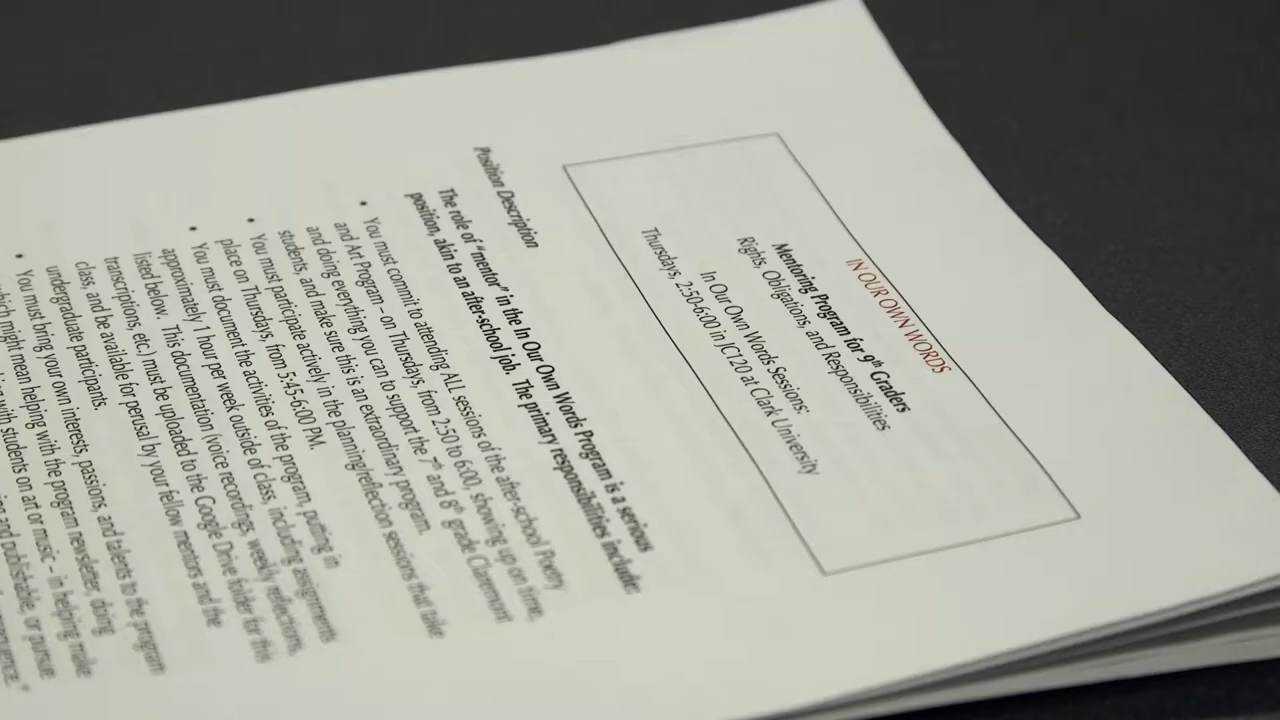 IN OUR OWN WORDS
Mentoring Program for 9th Graders
Rights, Obligations, and Responsibilities
In Our Own Words Sessions:
Thursdays, 2:50-6:00 in JC120 at Clark University
Position Description
The role of "mentor" in the In Our Own Words Program is a serious
position, akin to an after-school job. The primary responsibilities include:
• You must commit to attending ALL sessions of the after-school Poetry
and Art Program – on Thursdays, from 2:50 to 6:00, showing up on time,
and doing everything you can to support the 7th and 8th grade Claremont
students, and make sure this is an extraordinary program.
• You must participate actively in the planning/reflection sessions that take
place on Thursdays, from 5:45-6:00 PM.
• You must document the activities of the program, putting in
approximately 1 hour per week outside of class, including assignments
listed below. This documentation (voice recordings, weekly reflections,
transcriptions, etc.) must be uploaded to the Google Drive folder for this
class, and be available for perusal by your fellow mentors and the
undergraduate participants.
• You must bring your own interests, passions, and talents to the program
which might mean helping with the program newsletter, doing
with students on art or music – in helping make
and publishable, or pursue